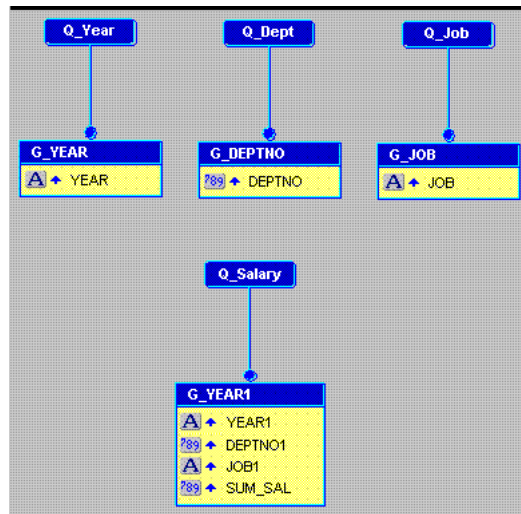 Q_Year
Q_Dept
Q_Job
G_YEAR
A YEAR
G_DEPTNO
789 DEPTNO
G_JOB
A JOB
Q_Salary
G_YEAR1
A YEAR1
789 DEPTNO1
A JOB1
789 SUM_SAL